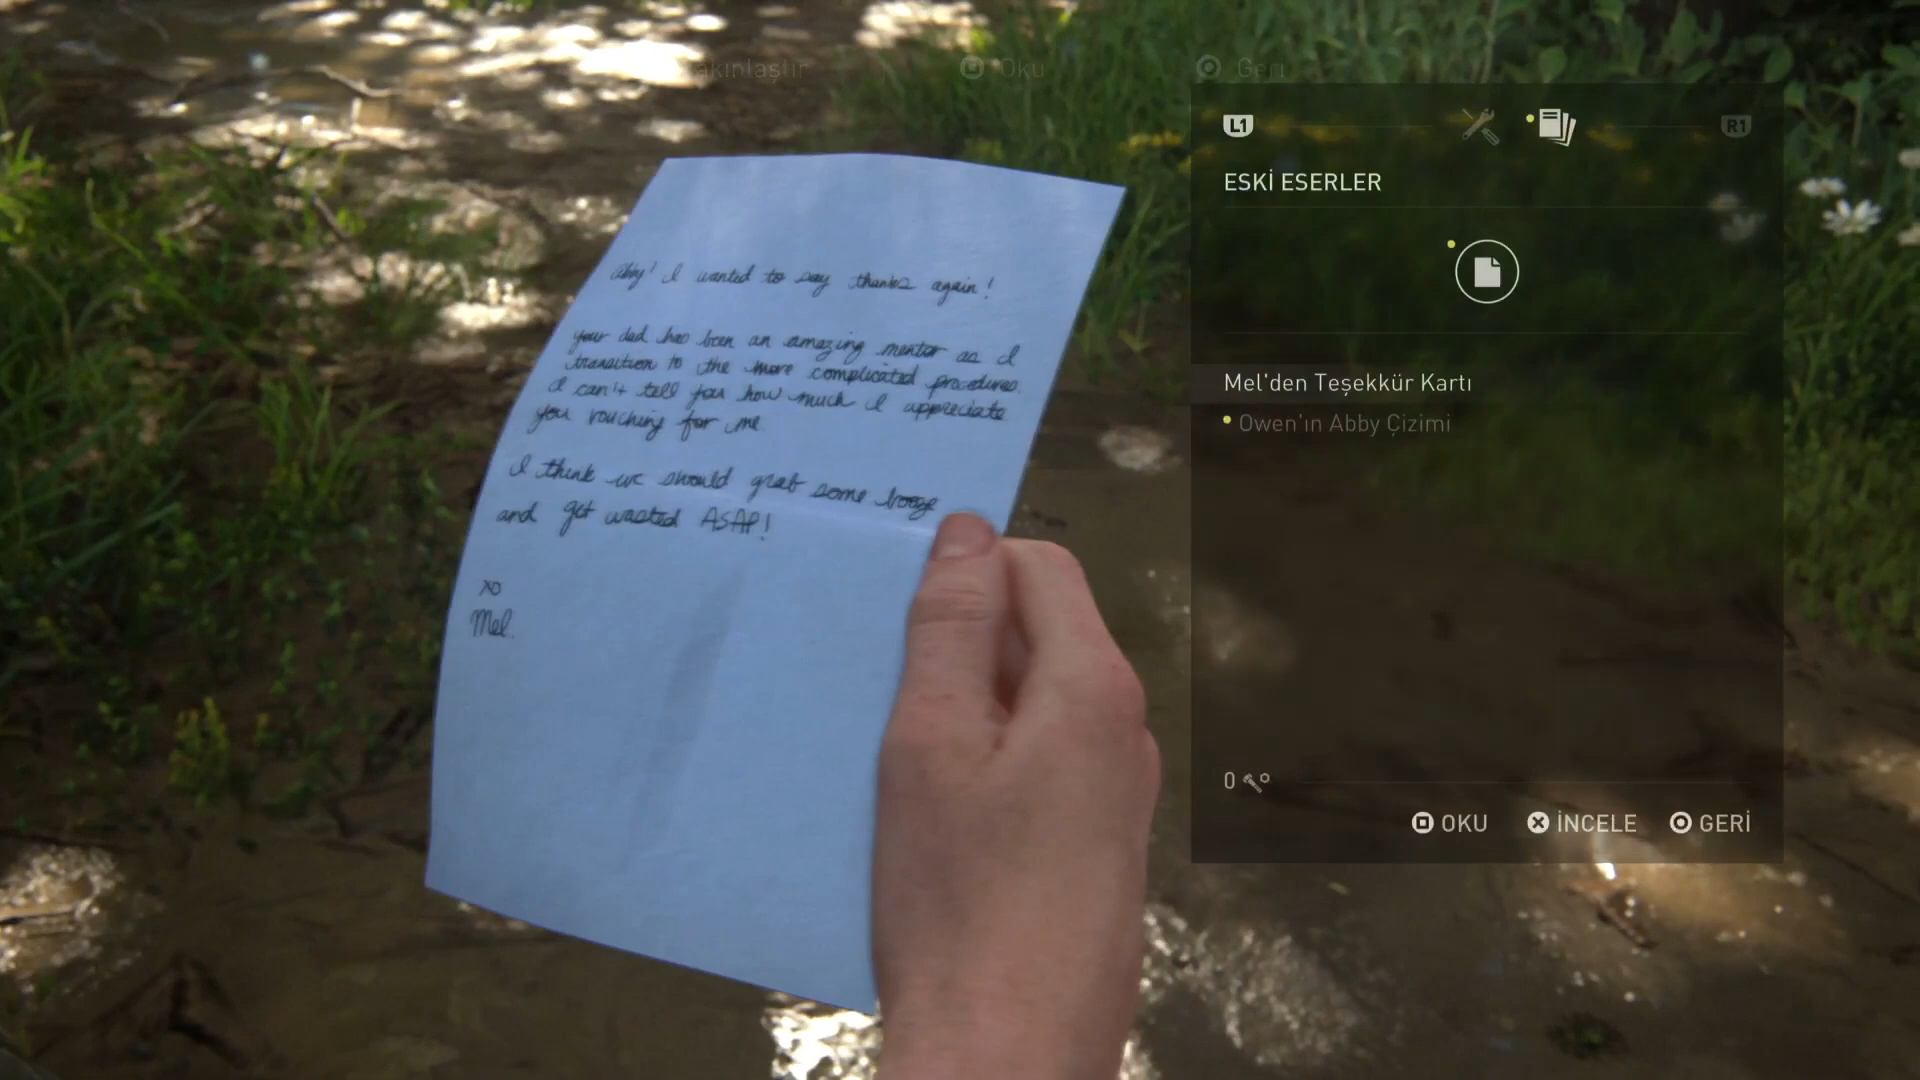 Yakınlaştır Oku Geri
L1 R1
ESKİ ESERLER
Abby! I wanted to say thanks again!
your dad has been an amazing mentor as I
transition to the more complicated procedures.
I can't tell you how much I appreciate
you vouching for me.
I think we should grab some booze
and get wasted ASAP!
xo
Mel.
Mel'den Teşekkür Kartı
Owen'ın Abby Çizimi
0
OKU İNCELE GERİ